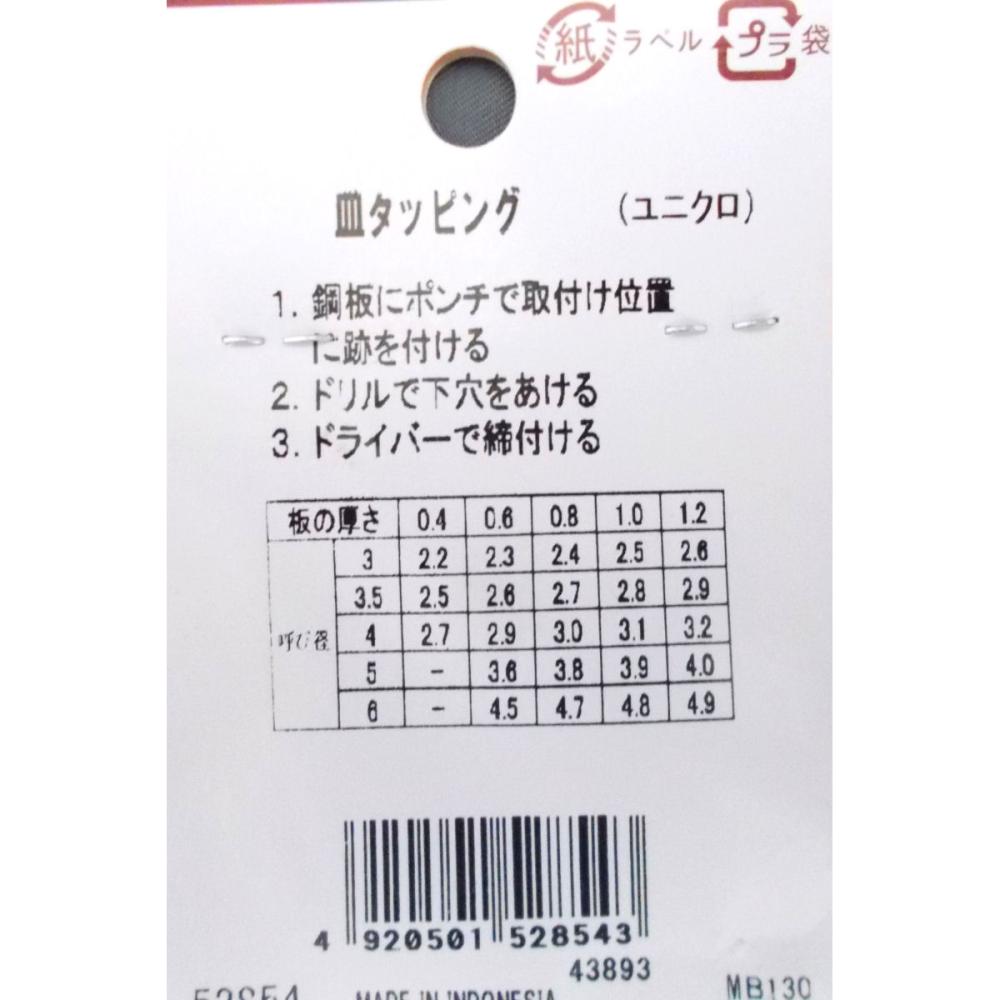 紙 ラベル プラ 袋
皿タッピング (ユニクロ)
1. 鋼板にポンチで取付け位置
に跡を付ける
2. ドリルで下穴をあける
3. ドライバーで締付ける
板の厚さ 0.4 0.6 0.8 1.0 1.2
3 2.2 2.3 2.4 2.5 2.6
3.5 2.5 2.6 2.7 2.8 2.9
呼び径 4 2.7 2.9 3.0 3.1 3.2
5 - 3.6 3.8 3.9 4.0
6 - 4.5 4.7 4.8 4.9
4 920501 528543
43893
MADE IN INDONESIA MB130